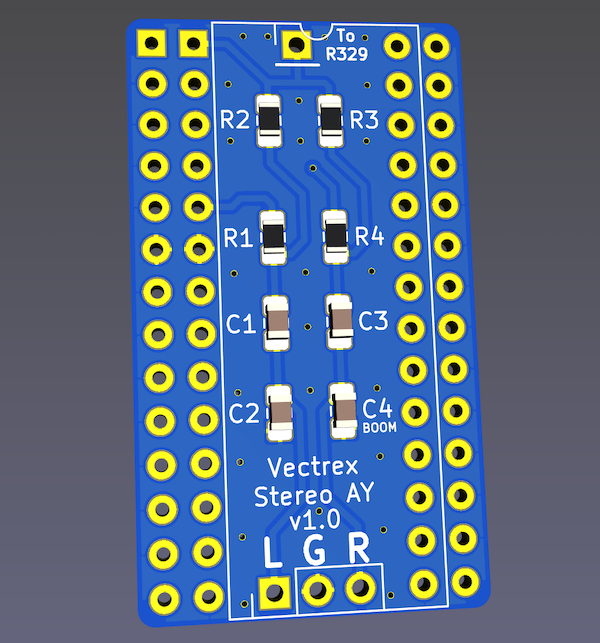 To
R329
R2
R3
R1
R4
C1
C3
C2
C4
BOOM
Vectrex
Stereo AY
v1.0
L G R